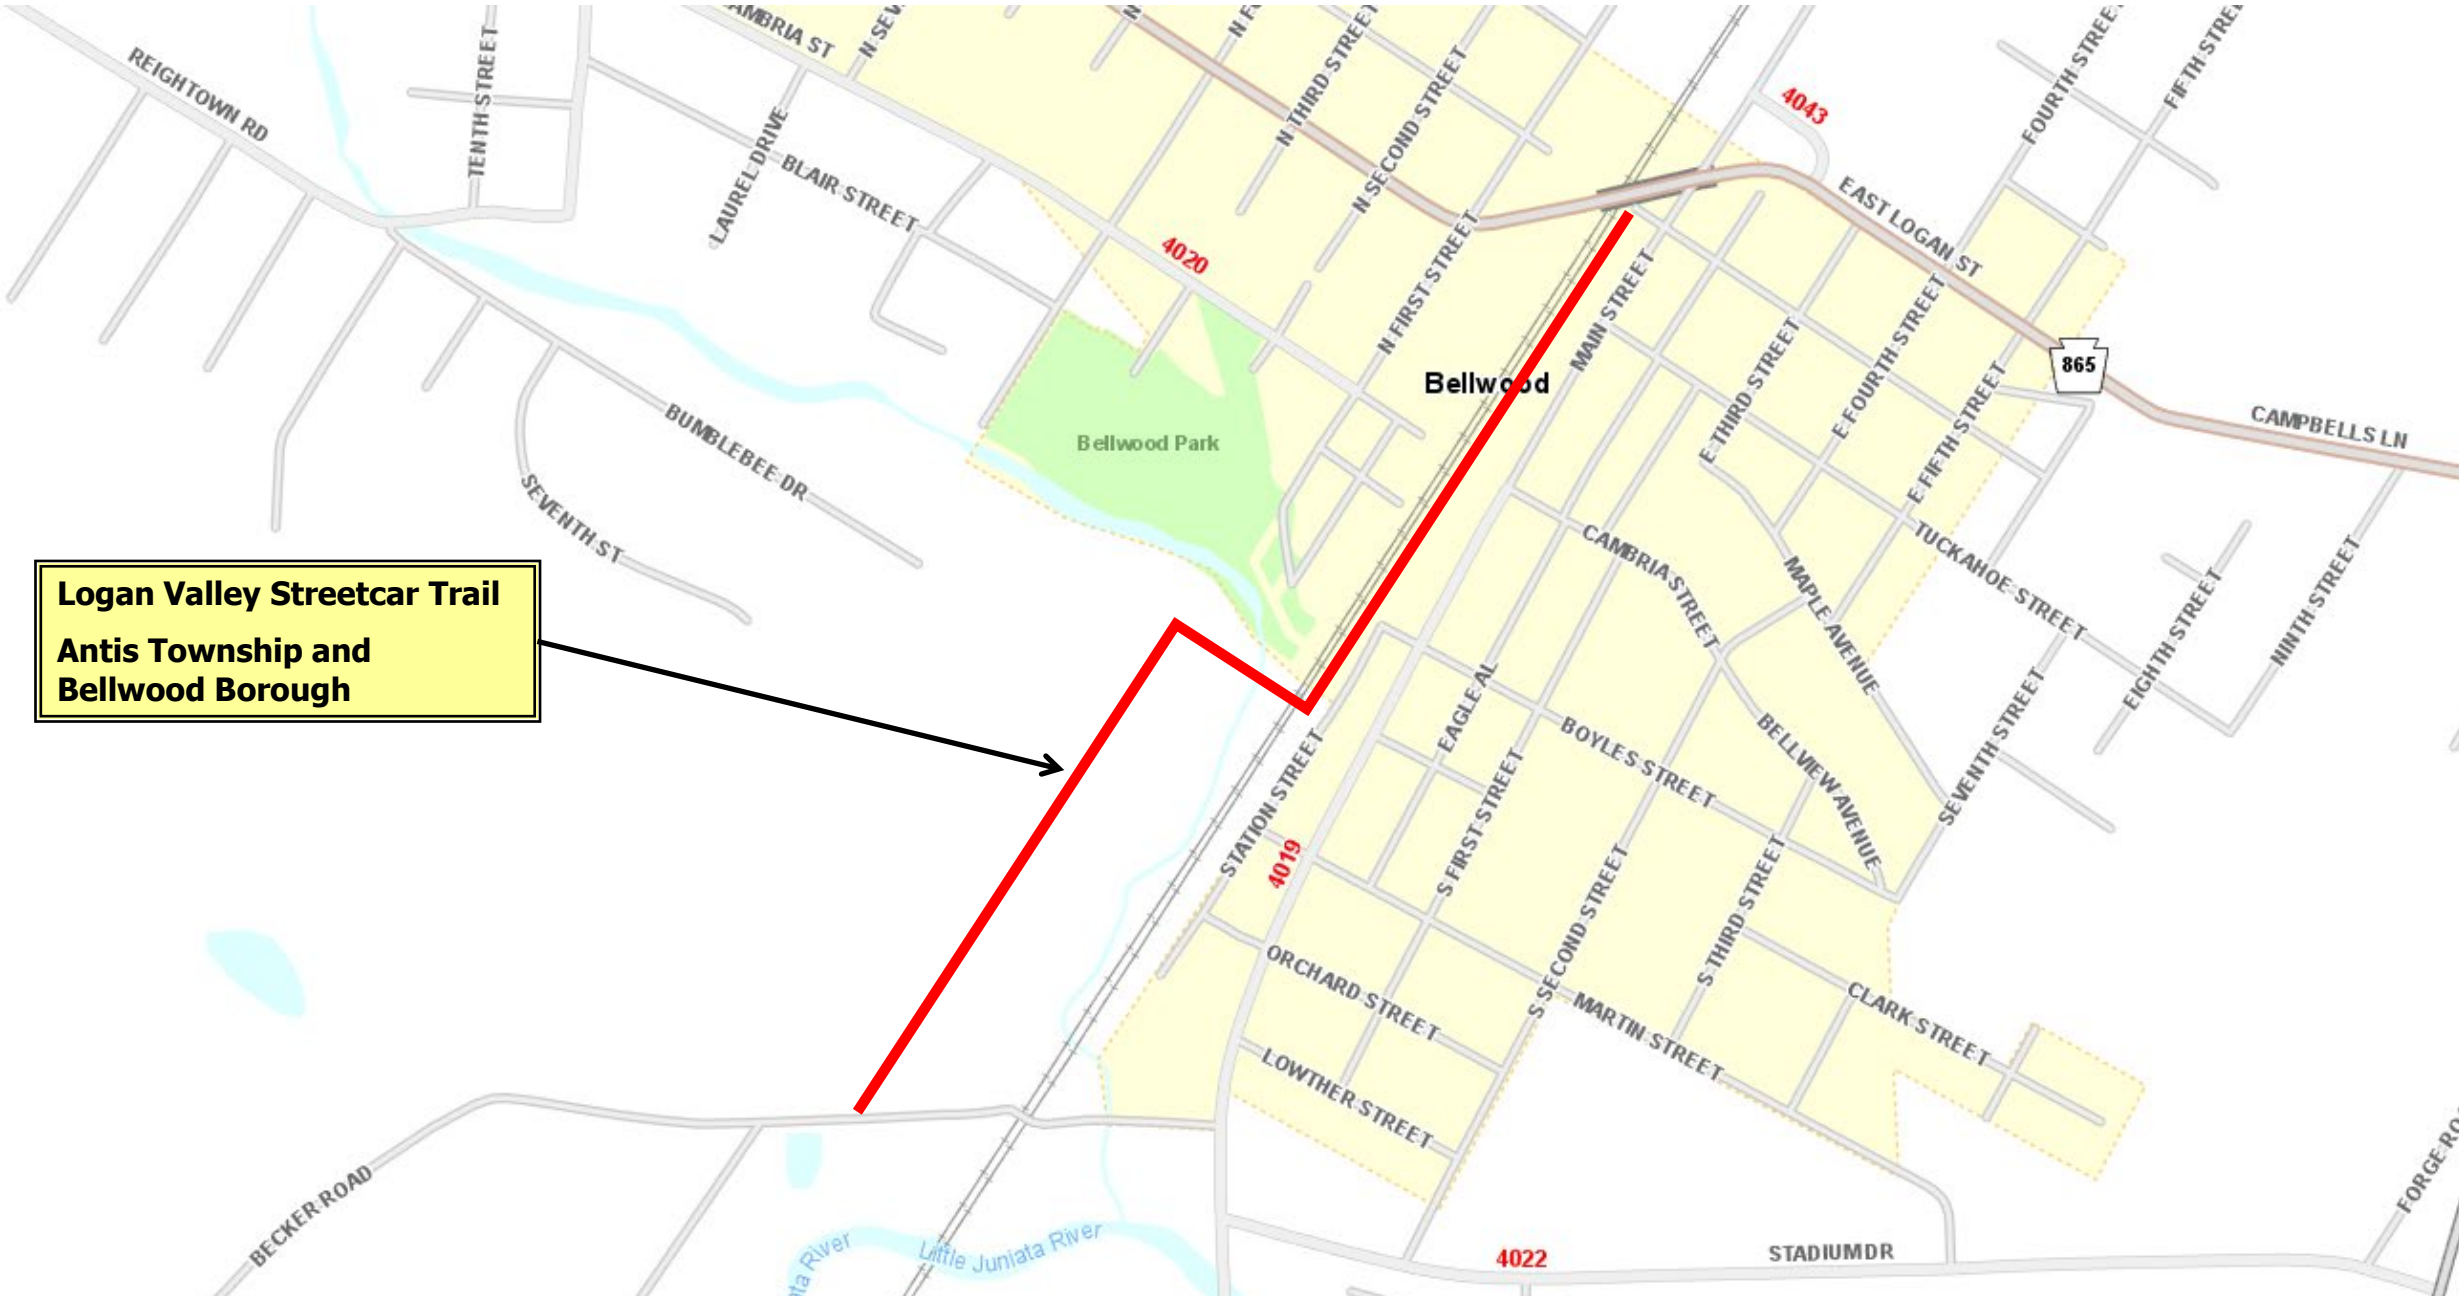 AMBRIA ST
REIGHTOWN RD
TENTH STREET
LAUREL DRIVE
BLAIR STREET
N THIRD STREET
N SECOND STREET
4043
FOURTH STREET
4020
N FIRST STREET
MAIN STREET
EAST LOGAN ST
E THIRD STREET
E FOURTH STREET
E FIFTH STREET
865
CAMPBELLS LN
Bellwood
Bellwood Park
BUMBLEBEE DR
SEVENTH ST
CAMBRIA STREET
MAPLE AVENUE
TUCKAHOE STREET
EIGHTH STREET
NINTH STREET
Logan Valley Streetcar Trail
Antis Township and
Bellwood Borough
STATION STREET
EAGLE AL
BOYLES STREET
BELLVIEW AVENUE
SEVENTH STREET
4019
S FIRST STREET
S SECOND STREET
S THIRD STREET
ORCHARD STREET
MARTIN STREET
CLARK STREET
LOWTHER STREET
BECKER ROAD
Little Juniata River
ta River
4022
STADIUM DR